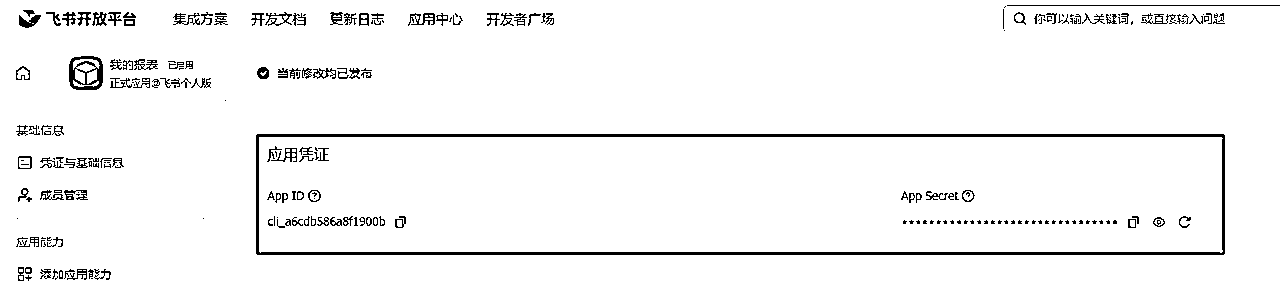 飞书开放平台 集成方案 开发文档 更新日志 应用中心 开发者广场 你可以输入关键词，或直接输入问题
我的报表 已启用
正式应用@飞书个人版
当前修改均已发布
基础信息
凭证与基础信息
成员管理
应用能力
添加应用能力
应用凭证
App ID App Secret
cli_a6cdb586a8f1900b ********************************